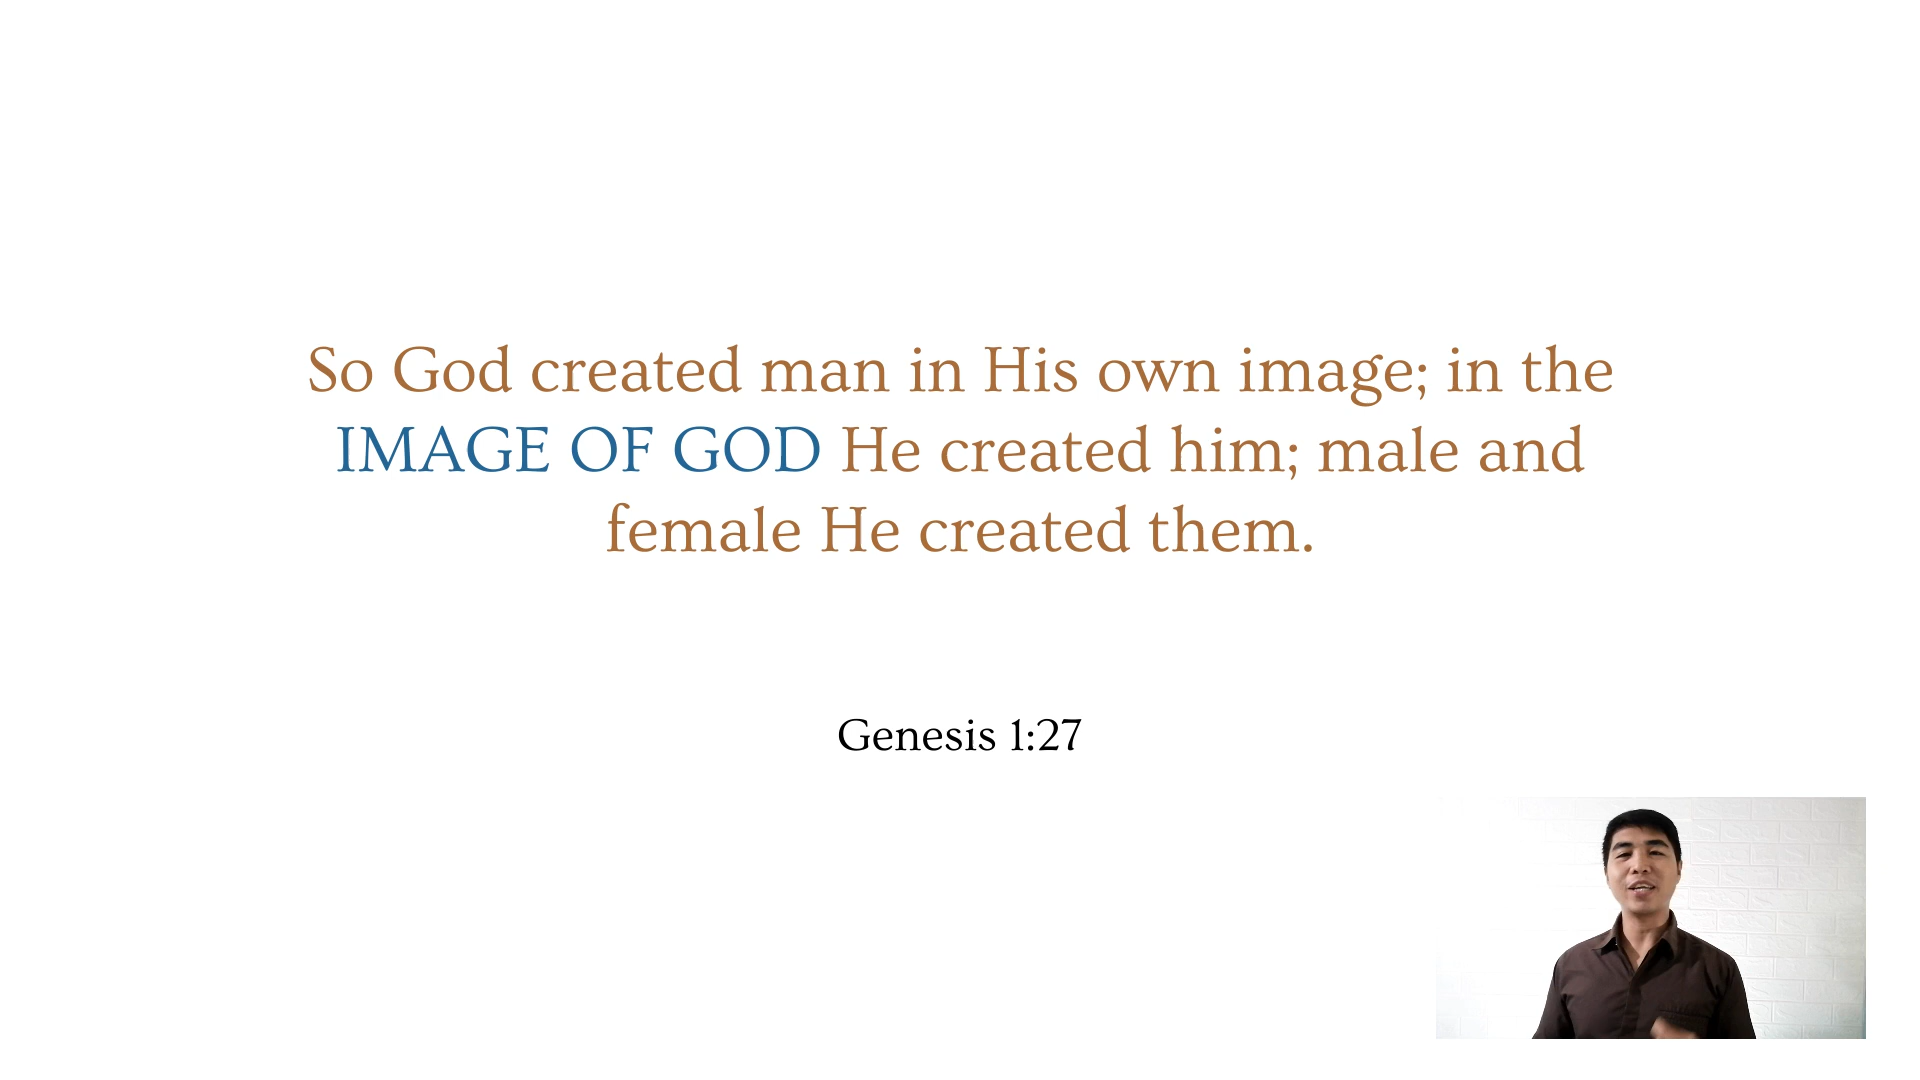 So God created man in His own image; in the
IMAGE OF GOD He created him; male and
female He created them.
Genesis 1:27